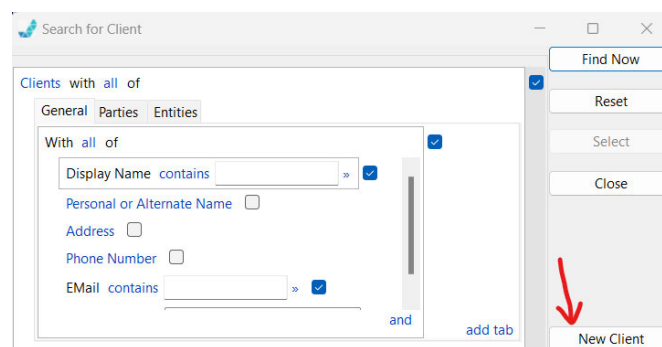 Search for Client
Find Now
Clients with all of
Reset
General Parties Entities
With all of
Select
Display Name contains »
Close
Personal or Alternate Name
Address
Phone Number
EMail contains »
and
add tab
New Client